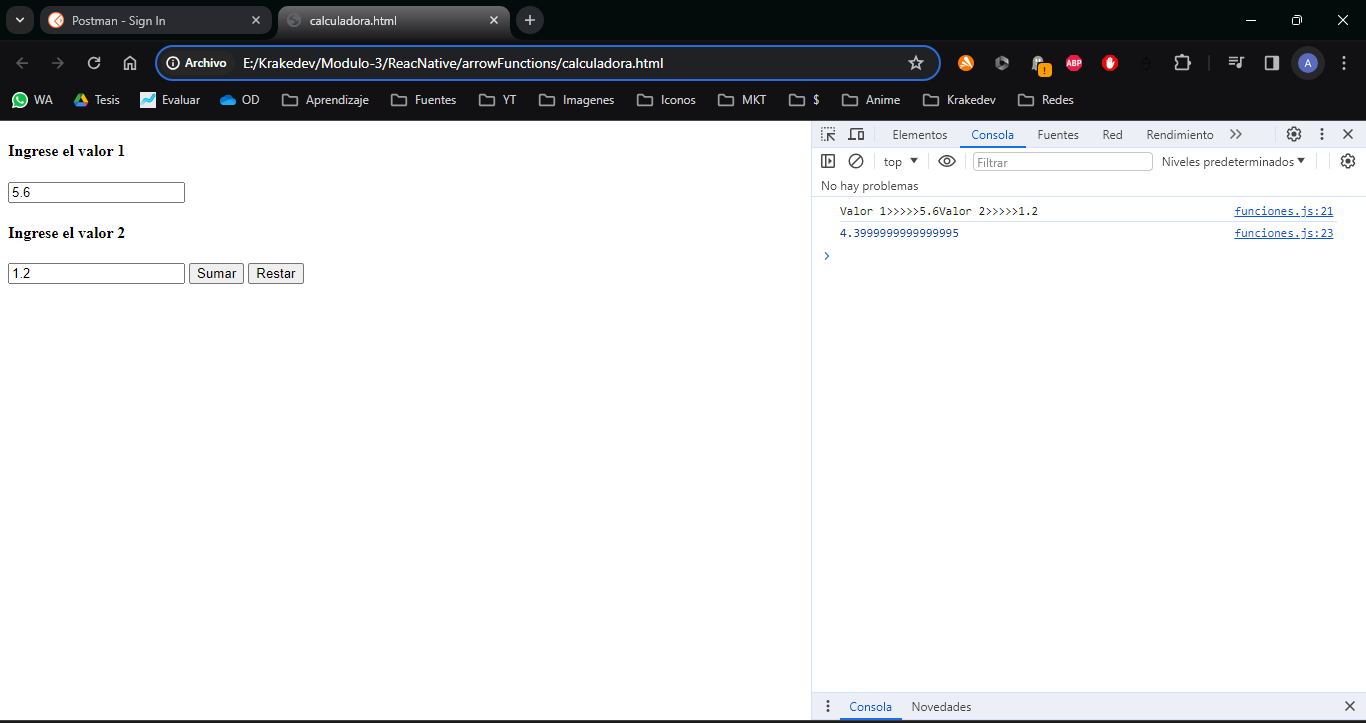 Postman - Sign In
calculadora.html
Archivo E:/Krakedev/Modulo-3/ReacNative/arrowFunctions/calculadora.html
ABP
A
WA Tesis Evaluar OD Aprendizaje Fuentes YT Imagenes Iconos MKT $ Anime Krakedev Redes
Ingrese el valor 1
5.6
Ingrese el valor 2
1.2 Sumar Restar
Elementos Consola Fuentes Red Rendimiento
top Filtrar Niveles predeterminados
No hay problemas
Valor 1>>>>>5.6Valor 2>>>>>1.2 funciones.js:21
4.3999999999999995 funciones.js:23
Consola Novedades